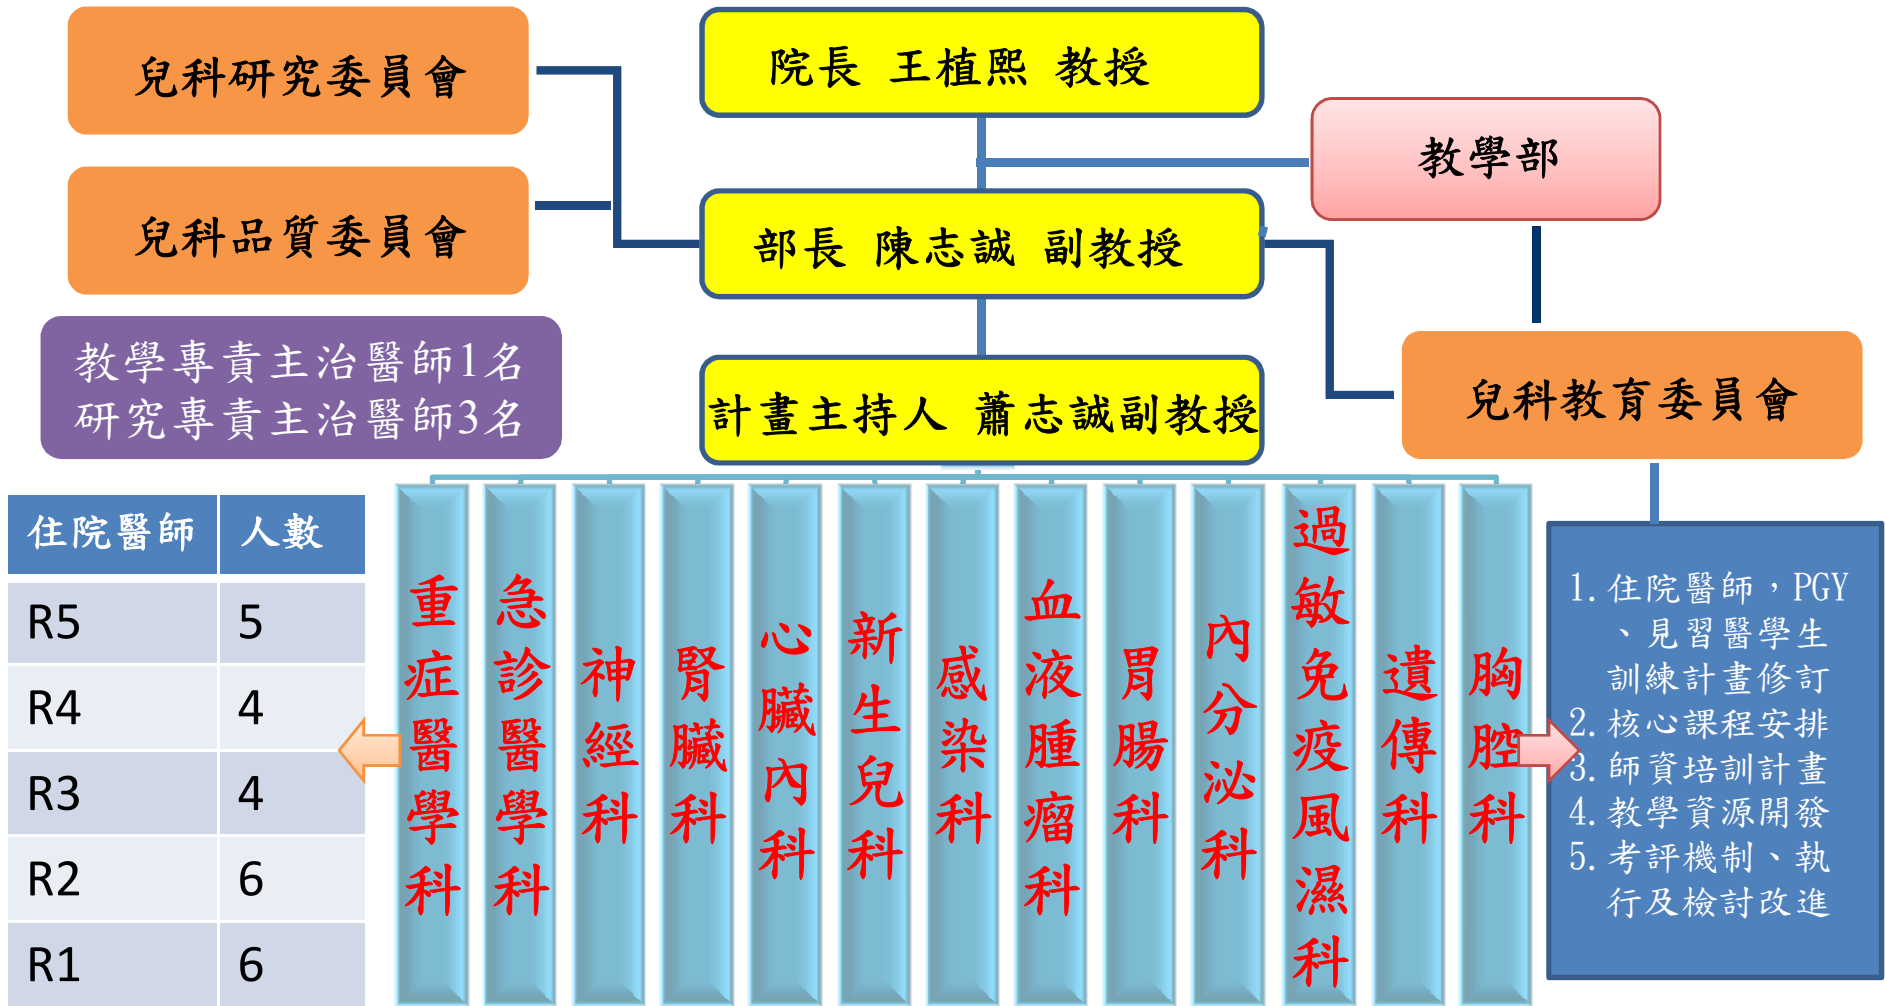 兒科研究委員會
院長 王植熙 教授
教學部
兒科品質委員會
部長 陳志誠 副教授
教學專責主治醫師1名
研究專責主治醫師3名
計畫主持人 蕭志誠副教授
兒科教育委員會
住院醫師 人數
R5 5
R4 4
R3 4
R2 6
R1 6
重症醫學科
急診醫學科
神經科
腎臟科
心臟內科
新生兒科
感染科
血液腫瘤科
胃腸科
內分泌科
過敏免疫風濕科
遺傳科
胸腔科
1. 住院醫師，PGY
、見習醫學生
訓練計畫修訂
2. 核心課程安排
3. 師資培訓計畫
4. 教學資源開發
5. 考評機制、執
行及檢討改進